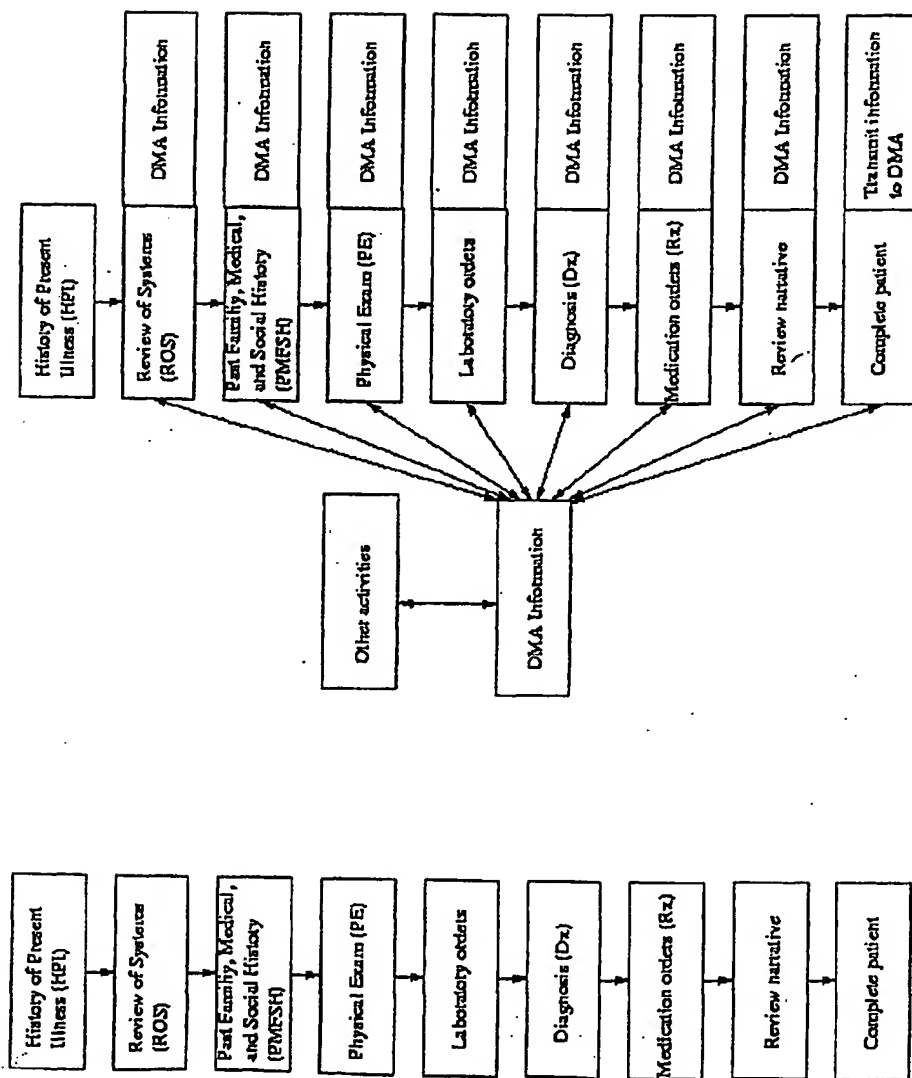 History of Present
Illness (HPI)
Review of Systems
(ROS)
Past Family, Medical,
and Social History
(PMFSH)
Physical Exam (PE)
Laboratory orders
Diagnosis (Dx)
Medication orders (Rx)
Review narrative
Complete patient
Other activities
DMA Information
History of Present
Illness (HPI)
Review of Systems
(ROS)
DMA Information
Past Family, Medical,
and Social History
(PMFSH)
DMA Information
Physical Exam (PE)
DMA Information
Laboratory orders
DMA Information
Diagnosis (Dx)
DMA Information
Medication orders (Rx)
DMA Information
Review narrative
DMA Information
Complete patient
Transmit information
to DMA